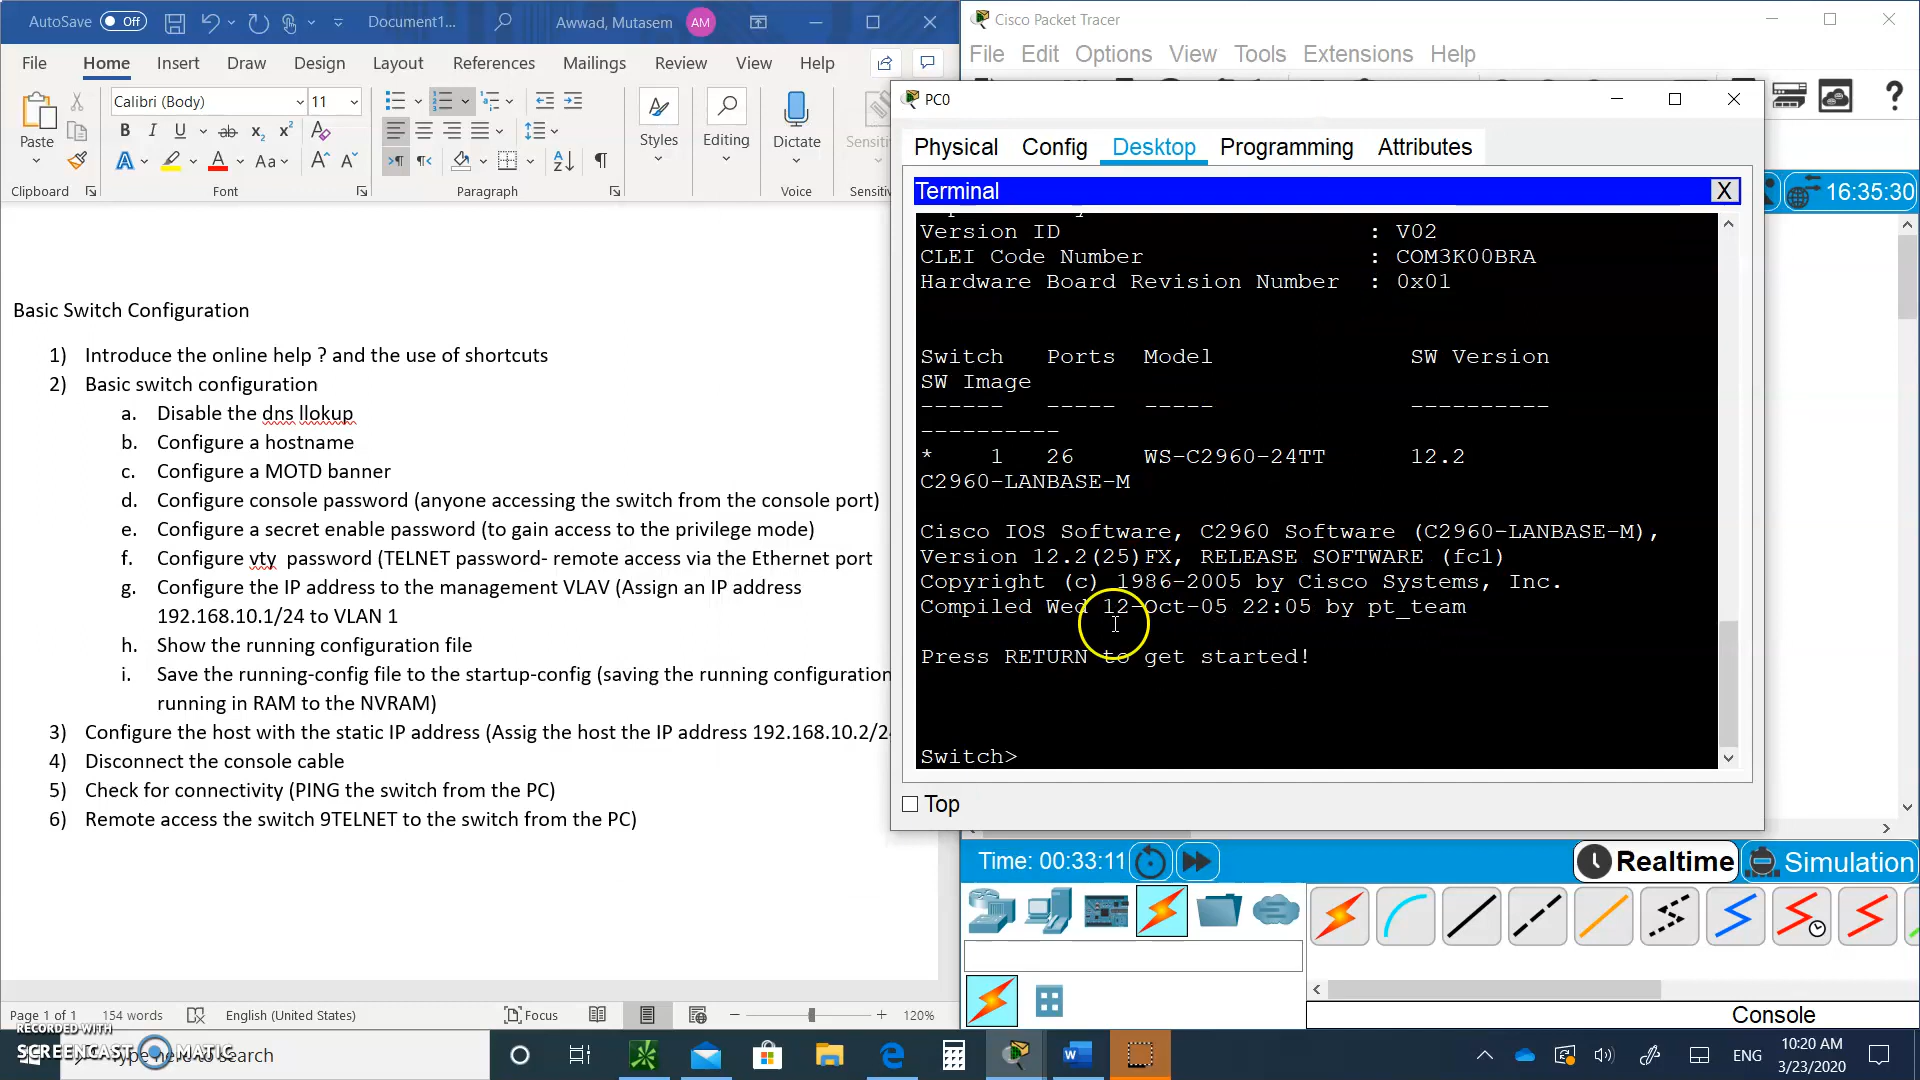 AutoSave Off Document1... Awwad, Mutasem AM
File Home Insert Draw Design Layout References Mailings Review View Help
Calibri (Body) 11
Paste
B I U ab x₂ x²
A A Aa A A
Styles Editing Dictate Sensitiv
Clipboard Font Paragraph Voice Sensitiv
Basic Switch Configuration
1) Introduce the online help ? and the use of shortcuts
2) Basic switch configuration
a. Disable the dns llokup
b. Configure a hostname
c. Configure a MOTD banner
d. Configure console password (anyone accessing the switch from the console port)
e. Configure a secret enable password (to gain access to the privilege mode)
f. Configure vty password (TELNET password- remote access via the Ethernet port
g. Configure the IP address to the management VLAV (Assign an IP address
192.168.10.1/24 to VLAN 1
h. Show the running configuration file
i. Save the running-config file to the startup-config (saving the running configuration
running in RAM to the NVRAM)
3) Configure the host with the static IP address (Assig the host the IP address 192.168.10.2/24
4) Disconnect the console cable
5) Check for connectivity (PING the switch from the PC)
6) Remote access the switch 9TELNET to the switch from the PC)
Page 1 of 1 154 words English (United States) Focus 120%
Cisco Packet Tracer
File Edit Options View Tools Extensions Help
PC0
Physical Config Desktop Programming Attributes
Terminal X
16:35:30
Version ID : V02
CLEI Code Number : COM3K00BRA
Hardware Board Revision Number : 0x01
Switch Ports Model SW Version
SW Image
------ ----- ----- ----------
----------
* 1 26 WS-C2960-24TT 12.2
C2960-LANBASE-M
Cisco IOS Software, C2960 Software (C2960-LANBASE-M),
Version 12.2(25)FX, RELEASE SOFTWARE (fc1)
Copyright (c) 1986-2005 by Cisco Systems, Inc.
Compiled Wed 12-Oct-05 22:05 by pt_team
Press RETURN to get started!
Switch>
Top
Time: 00:33:11 Realtime Simulation
Console
RECORDED WITH
SCREENCAST MATIC
Type here to search
ENG 10:20 AM
3/23/2020